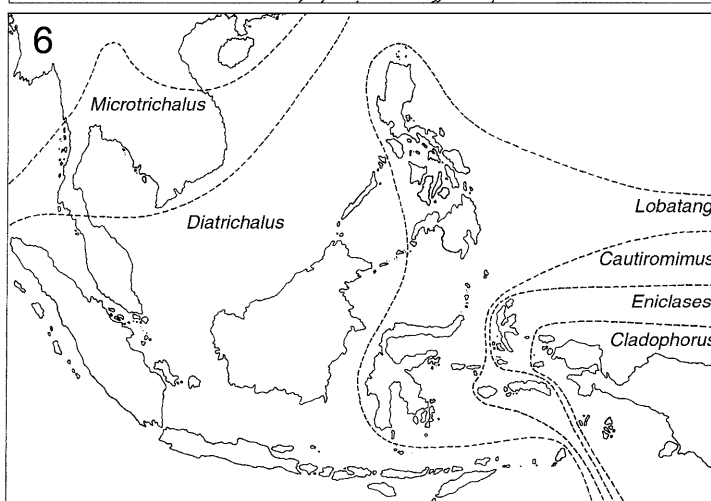 6
Microtrichalus
Diatrichalus
Lobatang
Cautiromimus
Eniclases
Cladophorus